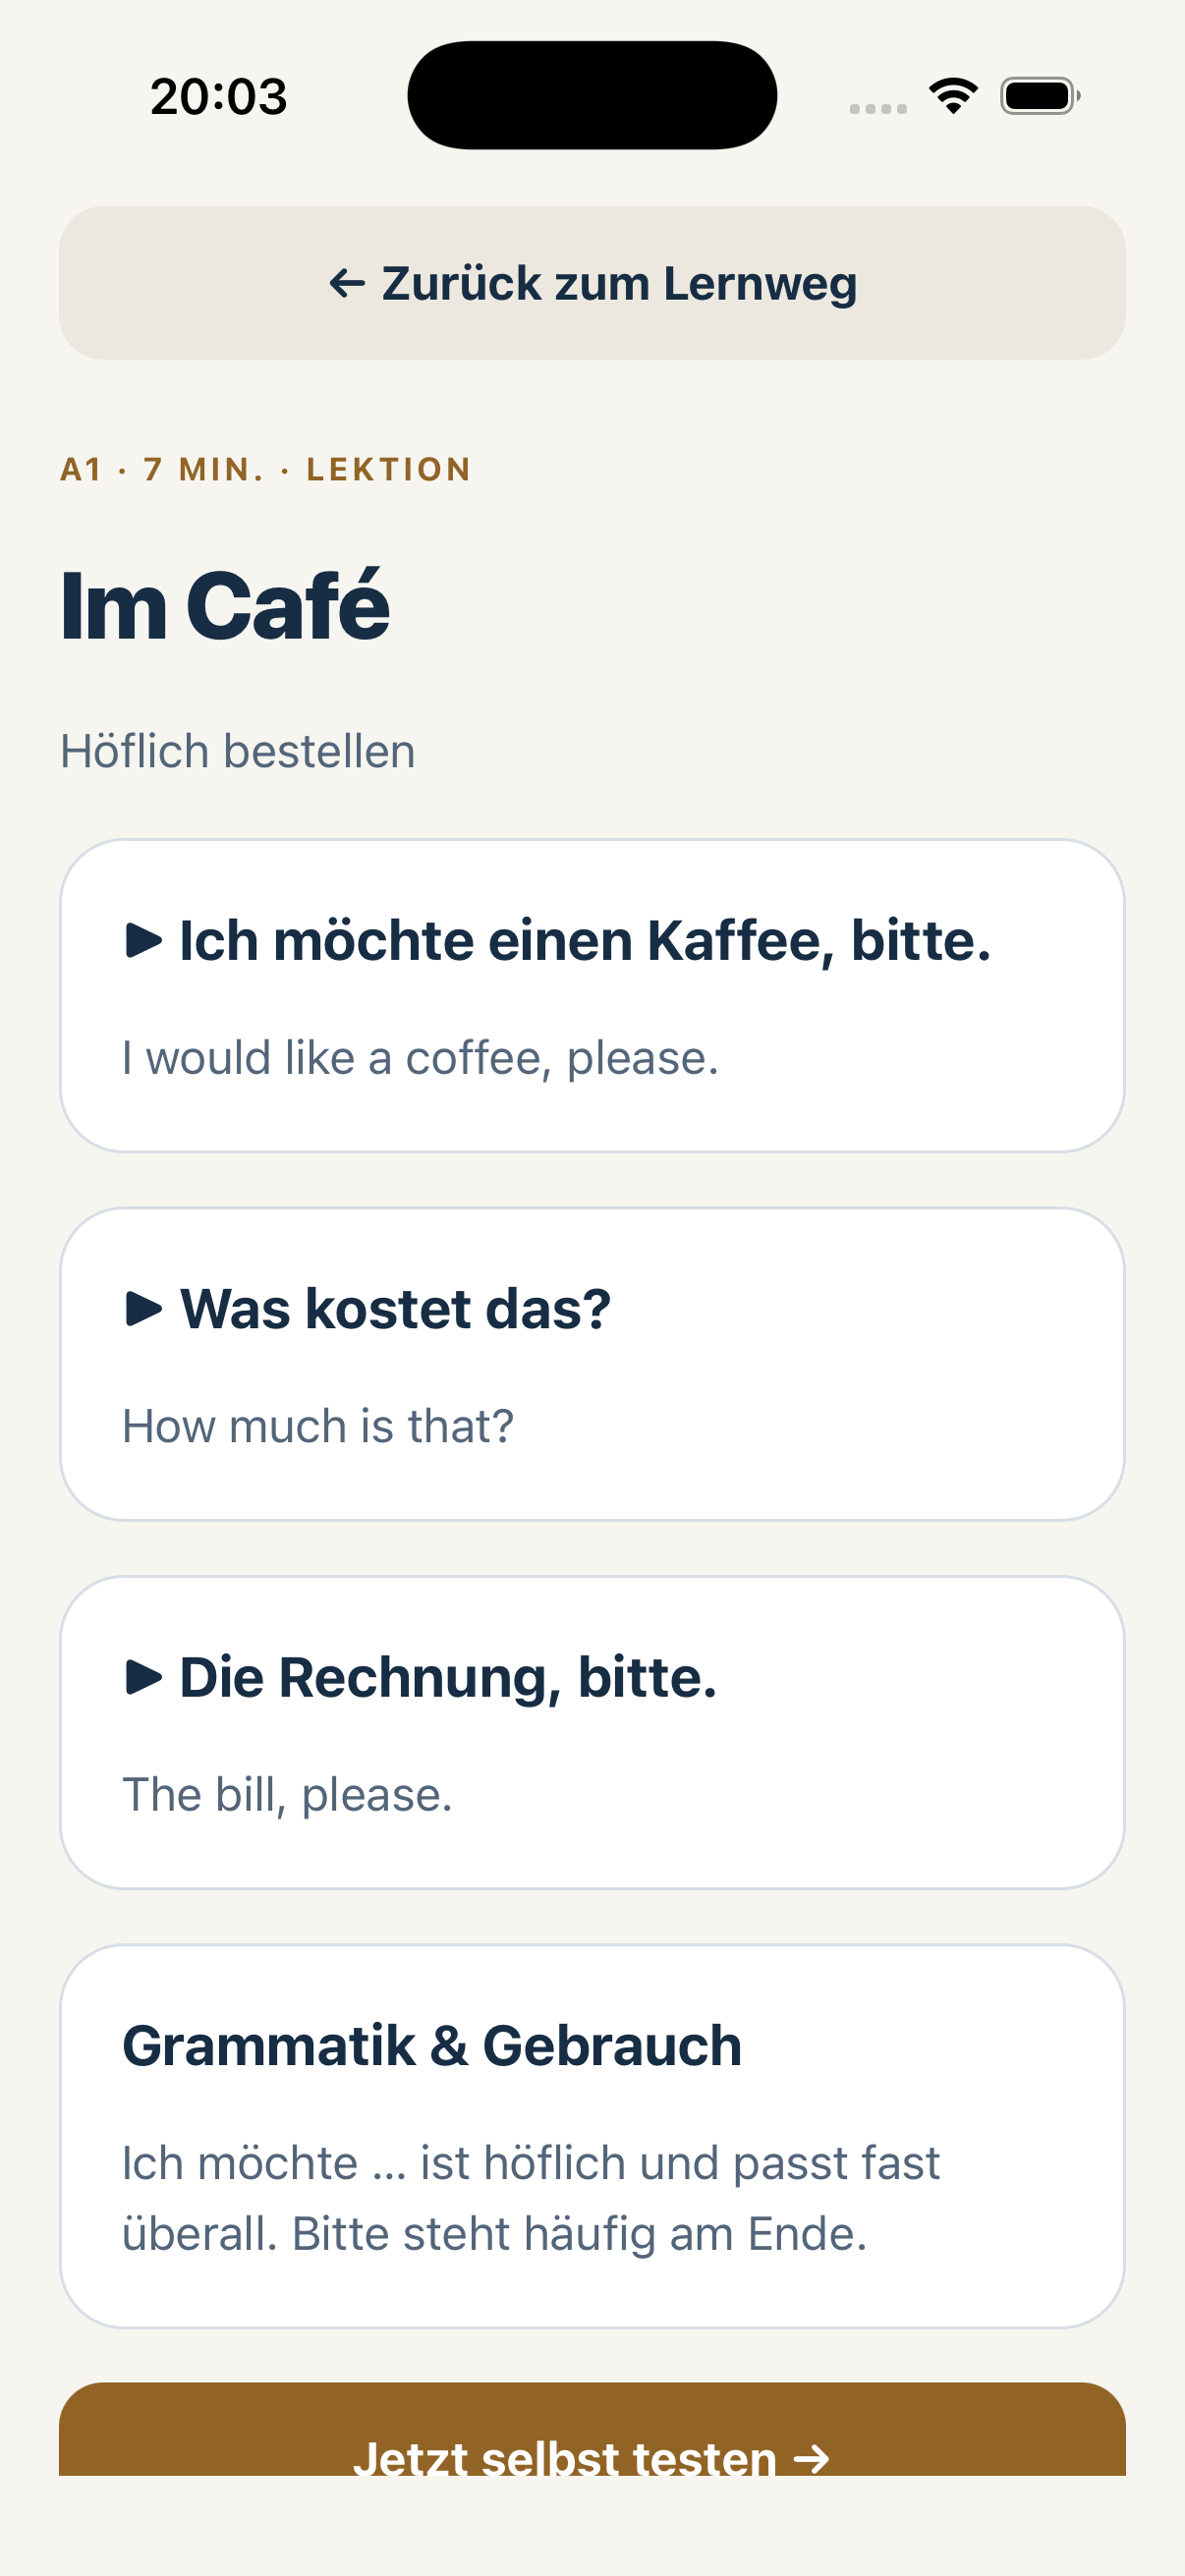 20:03
← Zurück zum Lernweg
A1 · 7 MIN. · LEKTION
Im Café
Höflich bestellen
▶ Ich möchte einen Kaffee, bitte.
I would like a coffee, please.
▶ Was kostet das?
How much is that?
▶ Die Rechnung, bitte.
The bill, please.
Grammatik & Gebrauch
Ich möchte ... ist höflich und passt fast
überall. Bitte steht häufig am Ende.
Jetzt selbst testen →